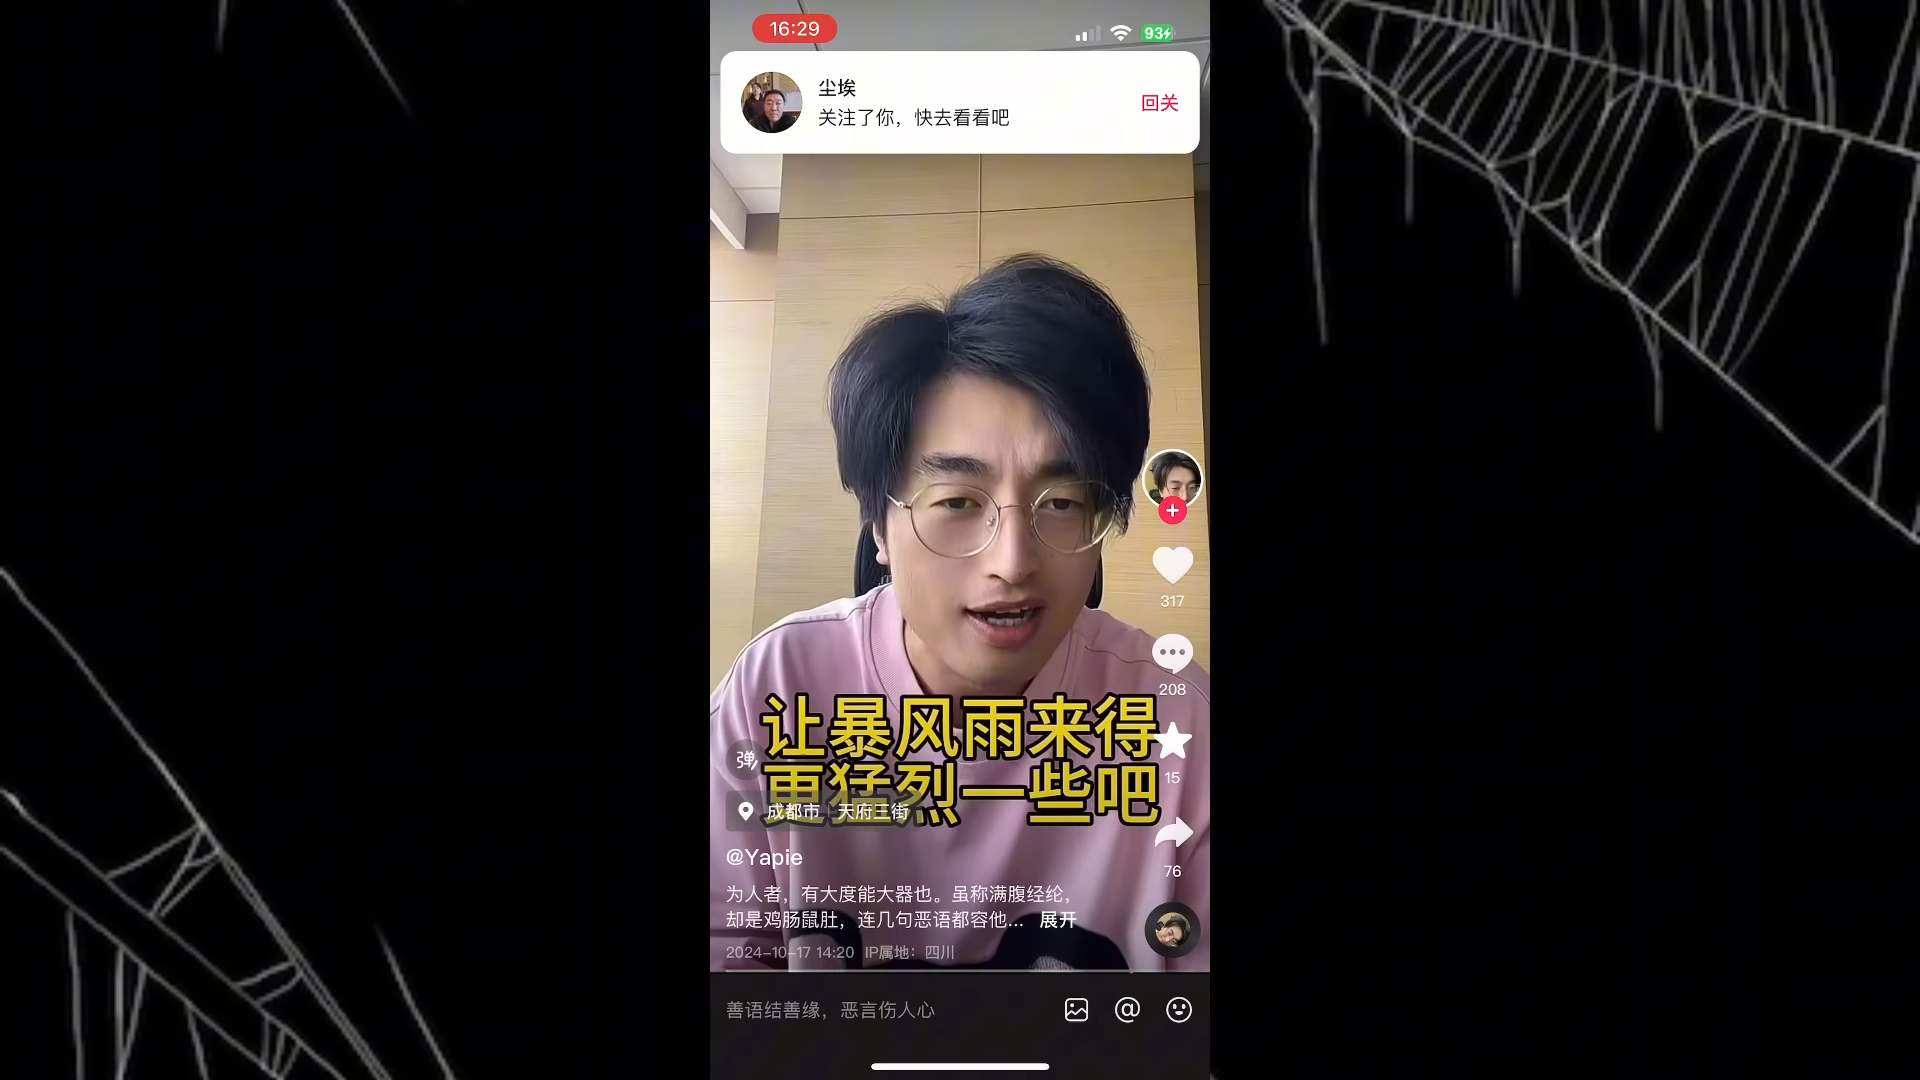 16:29
93
尘埃
关注了你，快去看看吧
回关
317
208
让暴风雨来得
更猛烈一些吧
弹
15
成都市 天府三街
76
@Yapie
为人者，有大度能大器也。虽称满腹经纶，
却是鸡肠鼠肚，连几句恶语都容他... 展开
2024-10-17 14:20 IP属地：四川
善语结善缘，恶言伤人心